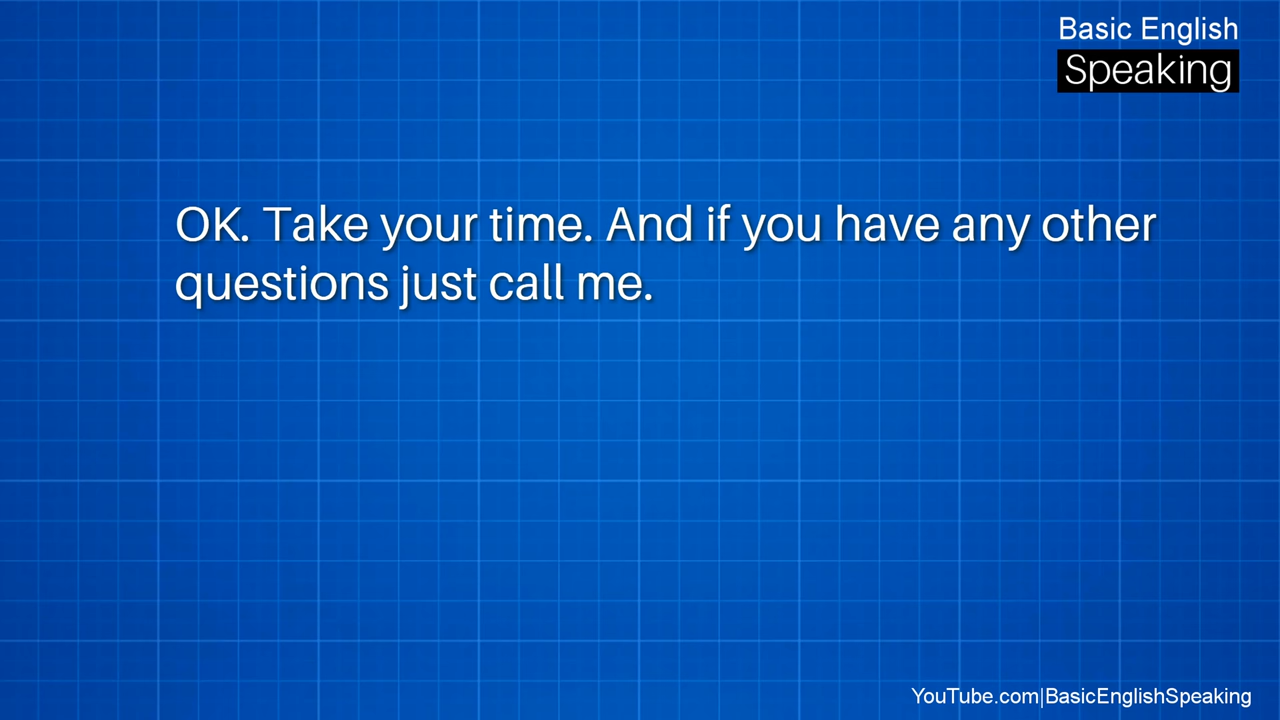 Basic English
Speaking
OK. Take your time. And if you have any other
questions just call me.
YouTube.com|BasicEnglishSpeaking